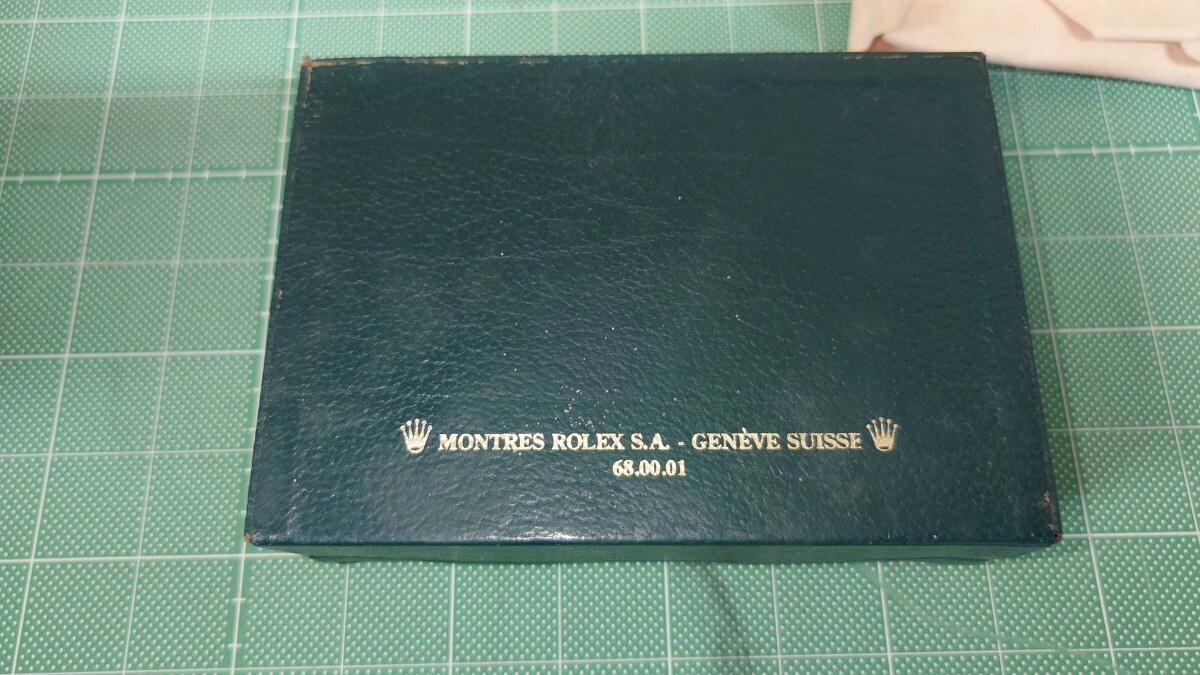 MONTRES ROLEX S.A. - GENÈVE SUISSE
68.00.01